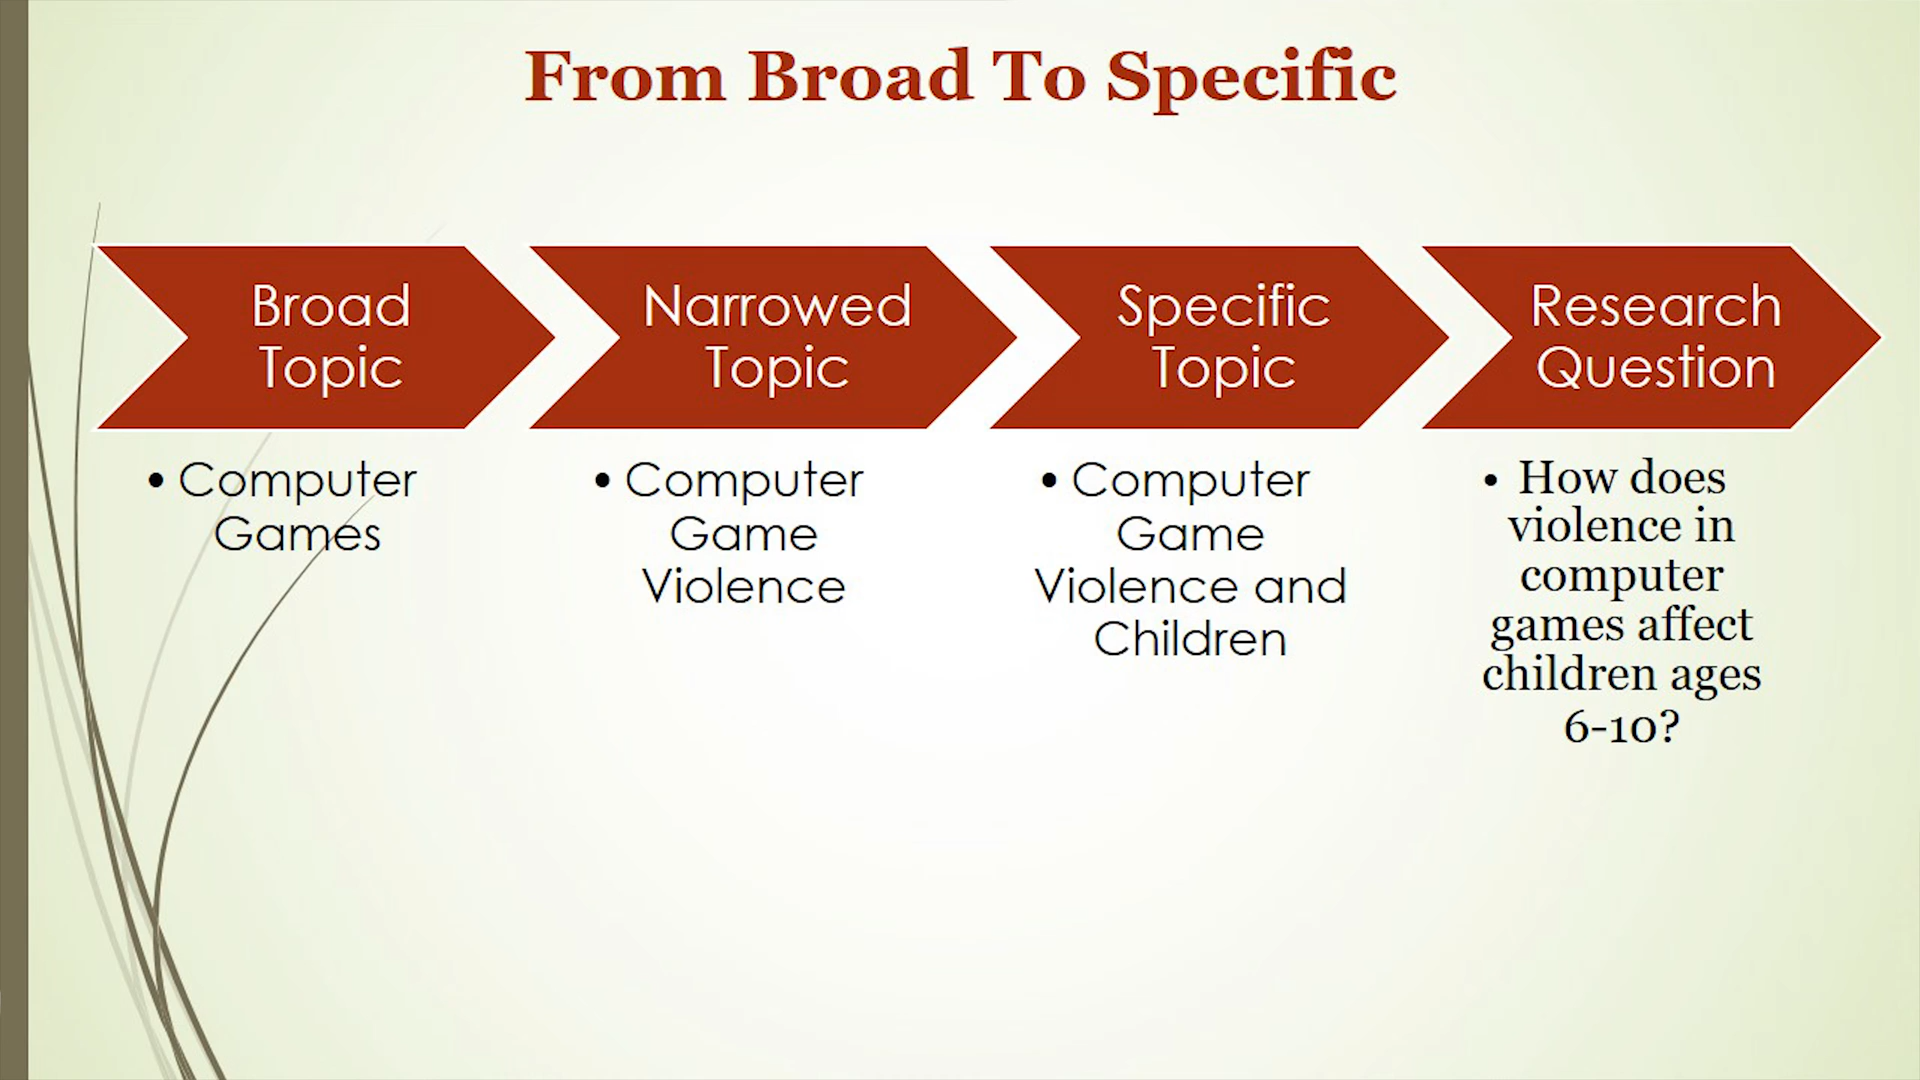 From Broad To Specific
Broad
Topic
• Computer
Games
Narrowed
Topic
• Computer
Game
Violence
Specific
Topic
• Computer
Game
Violence and
Children
Research
Question
• How does
violence in
computer
games affect
children ages
6-10?